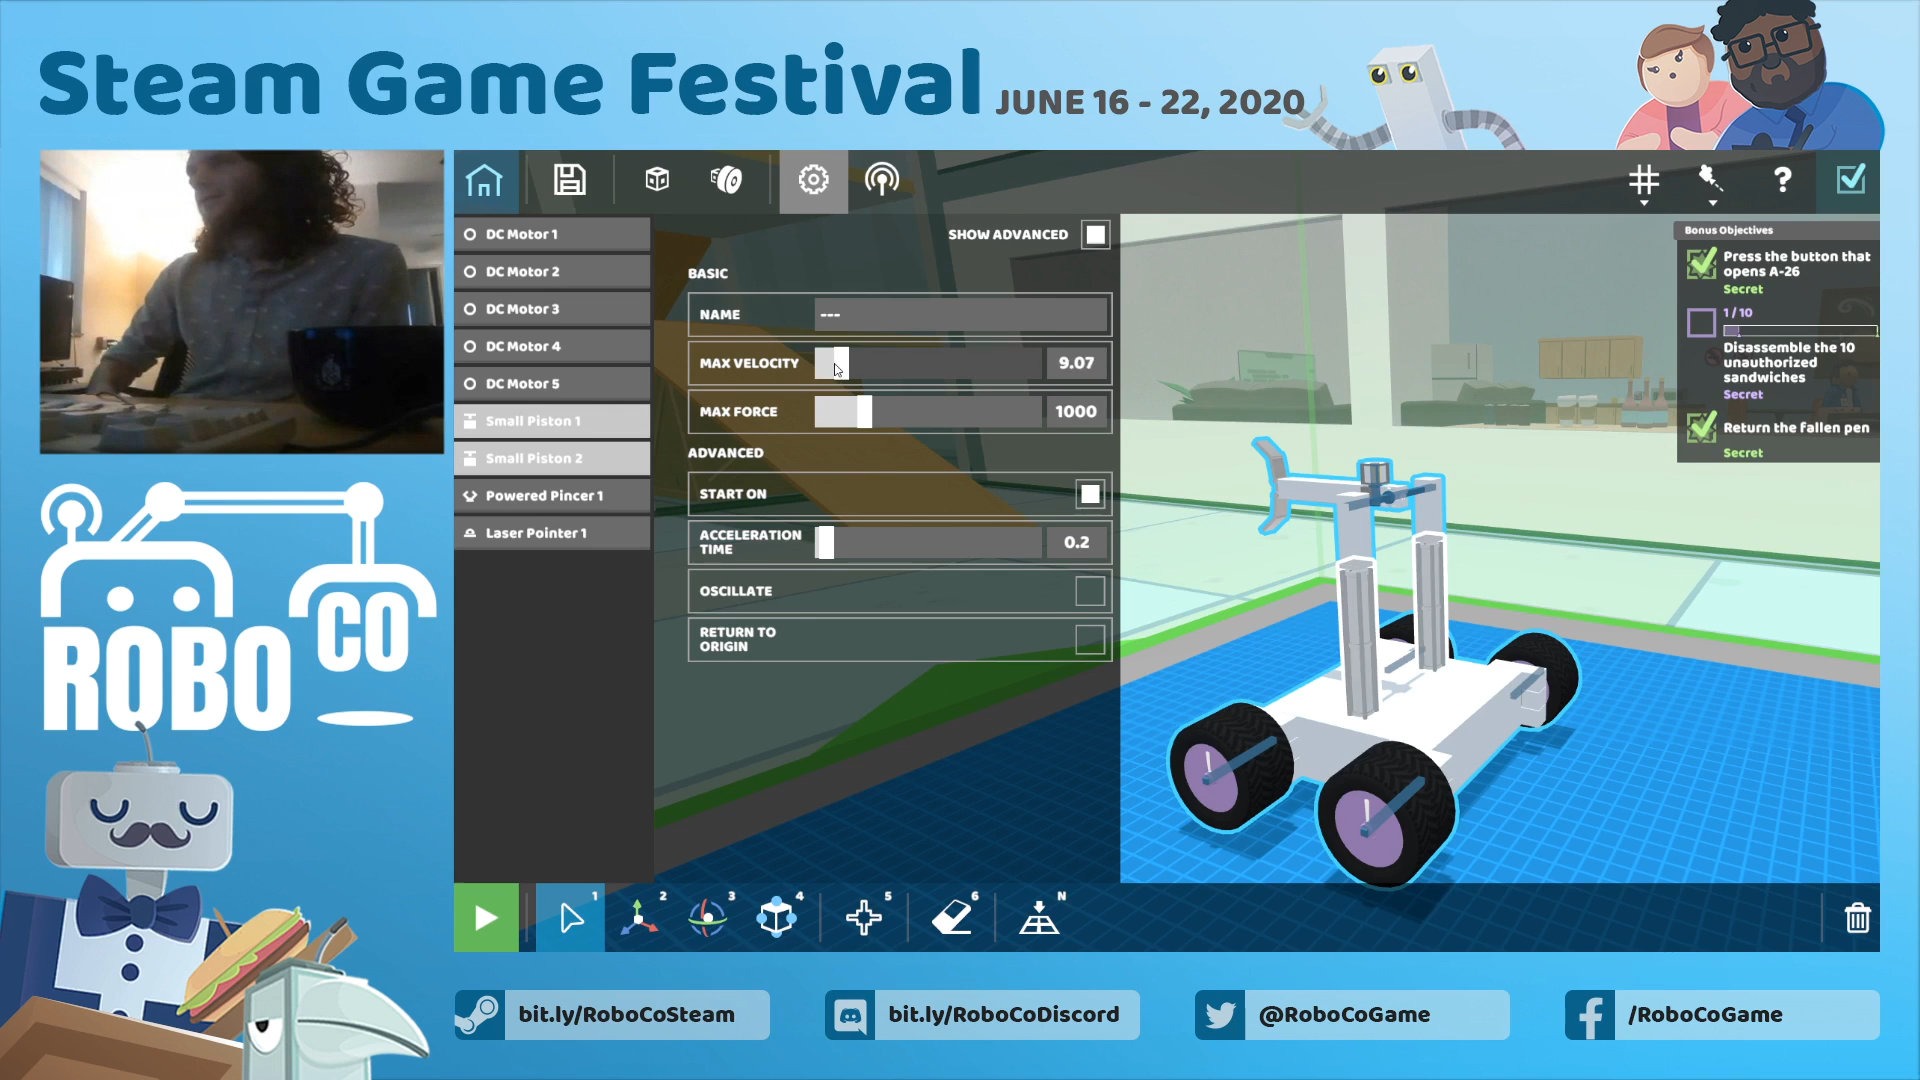 Steam Game Festival JUNE 16 - 22, 2020
DC Motor 1
DC Motor 2
DC Motor 3
DC Motor 4
DC Motor 5
Small Piston 1
Small Piston 2
Powered Pincer 1
Laser Pointer 1
SHOW ADVANCED
BASIC
NAME ---
MAX VELOCITY 9.07
MAX FORCE 1000
ADVANCED
START ON
ACCELERATION
TIME 0.2
OSCILLATE
RETURN TO
ORIGIN
?
Bonus Objectives
Press the button that
opens A-26
Secret
1 / 10
Disassemble the 10
unauthorized
sandwiches
Secret
Return the fallen pen
Secret
ROBO
CO
1 2 3 4 5 6 N
bit.ly/RoboCoSteam
bit.ly/RoboCoDiscord
@RoboCoGame
/RoboCoGame